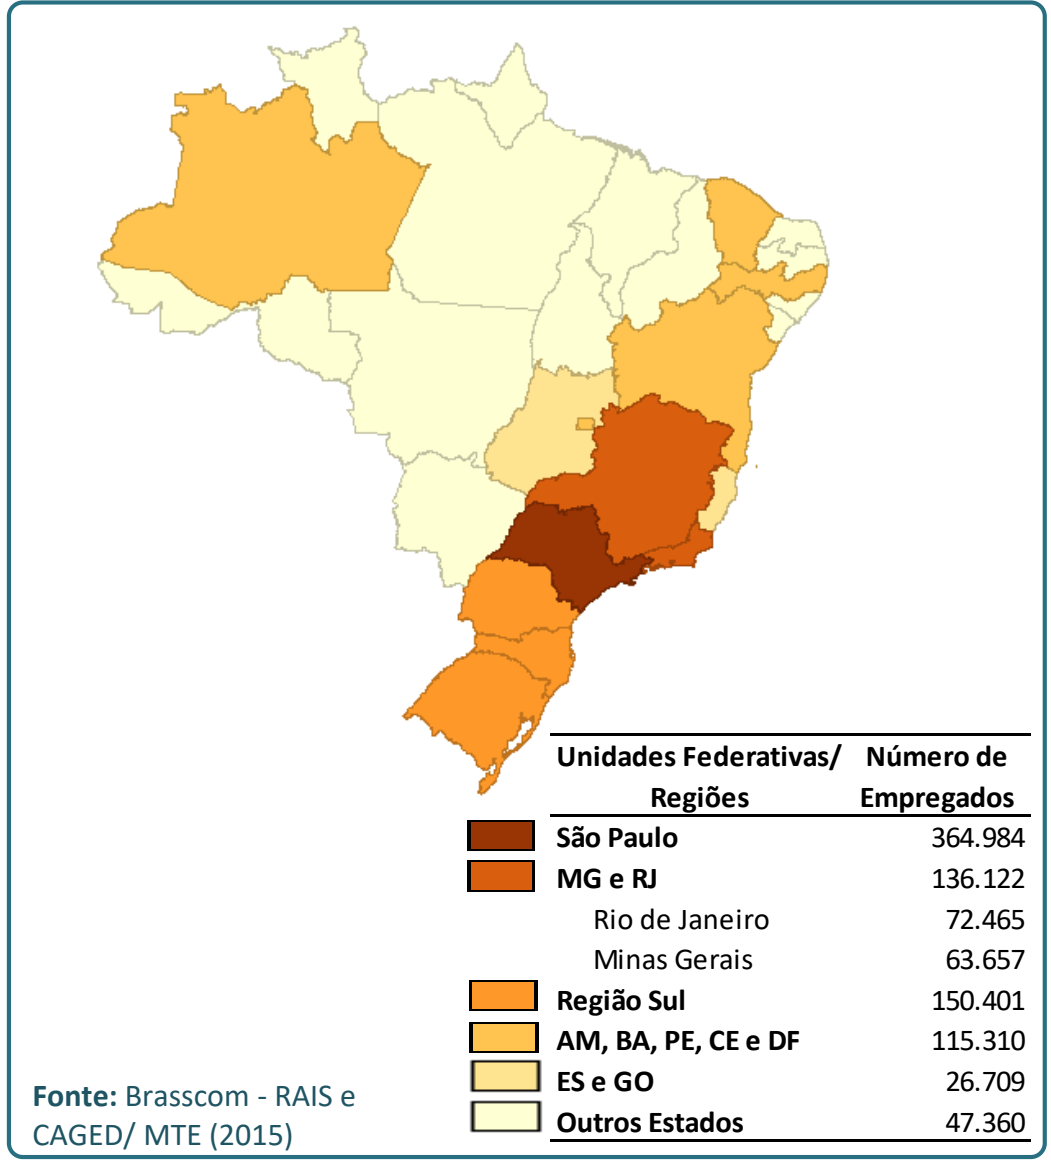 Unidades Federativas/ Número de
Regiões Empregados
São Paulo 364.984
MG e RJ 136.122
Rio de Janeiro 72.465
Minas Gerais 63.657
Região Sul 150.401
AM, BA, PE, CE e DF 115.310
ES e GO 26.709
Outros Estados 47.360
Fonte: Brasscom - RAIS e
CAGED/ MTE (2015)